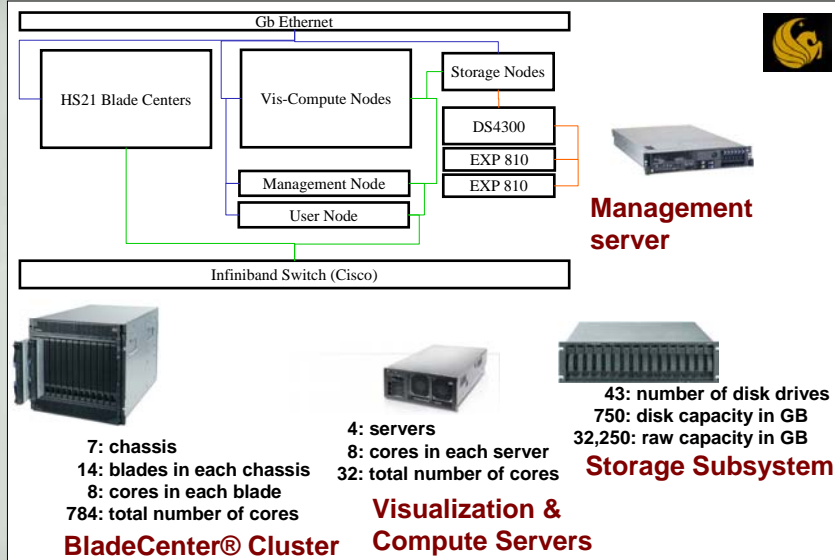 Gb Ethernet
HS21 Blade Centers
Vis-Compute Nodes
Storage Nodes
DS4300
EXP 810
EXP 810
Management Node
User Node
Infiniband Switch (Cisco)
Management
server
7: chassis
14: blades in each chassis
8: cores in each blade
784: total number of cores
BladeCenter® Cluster
4: servers
8: cores in each server
32: total number of cores
Visualization &
Compute Servers
43: number of disk drives
750: disk capacity in GB
32,250: raw capacity in GB
Storage Subsystem